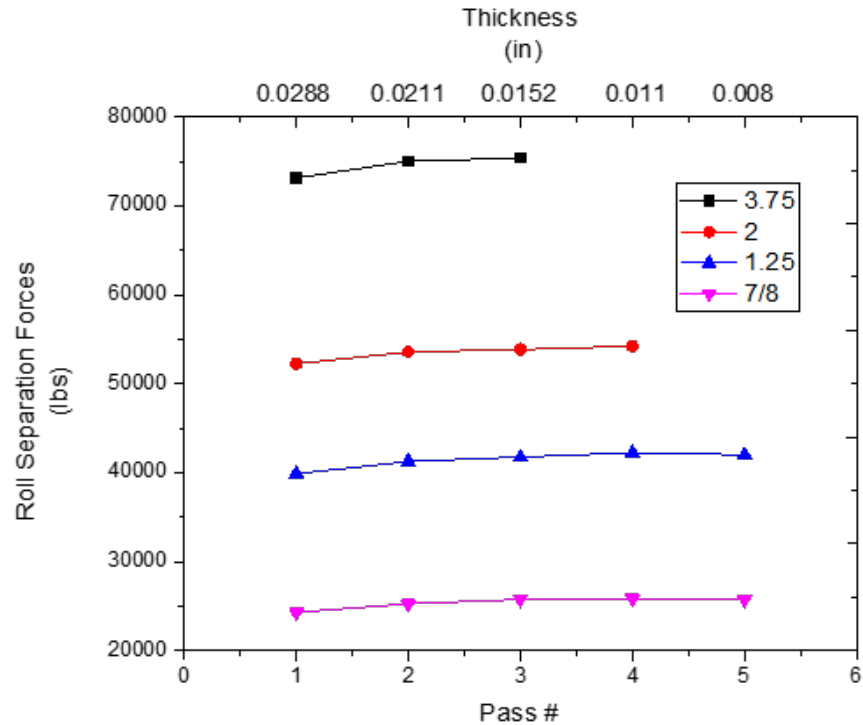 Thickness
(in)
0.0288 0.0211 0.0152 0.011 0.008
80000
70000
60000
50000
40000
30000
20000
Roll Separation Forces
(lbs)
3.75
2
1.25
7/8
0 1 2 3 4 5 6
Pass #